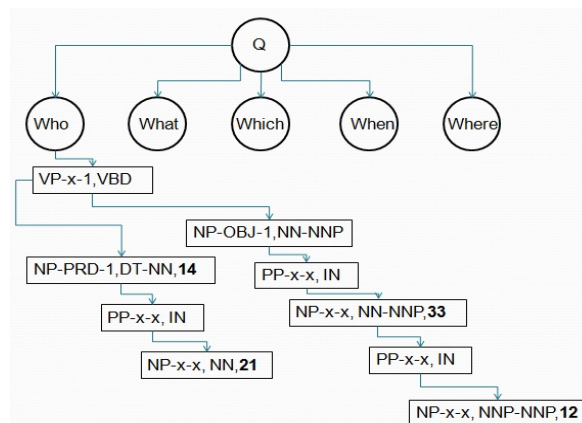 Q
Who
What
Which
When
Where
VP-x-1,VBD
NP-OBJ-1,NN-NNP
NP-PRD-1,DT-NN,14
PP-x-x, IN
PP-x-x, IN
NP-x-x, NN-NNP,33
NP-x-x, NN,21
PP-x-x, IN
NP-x-x, NNP-NNP,12